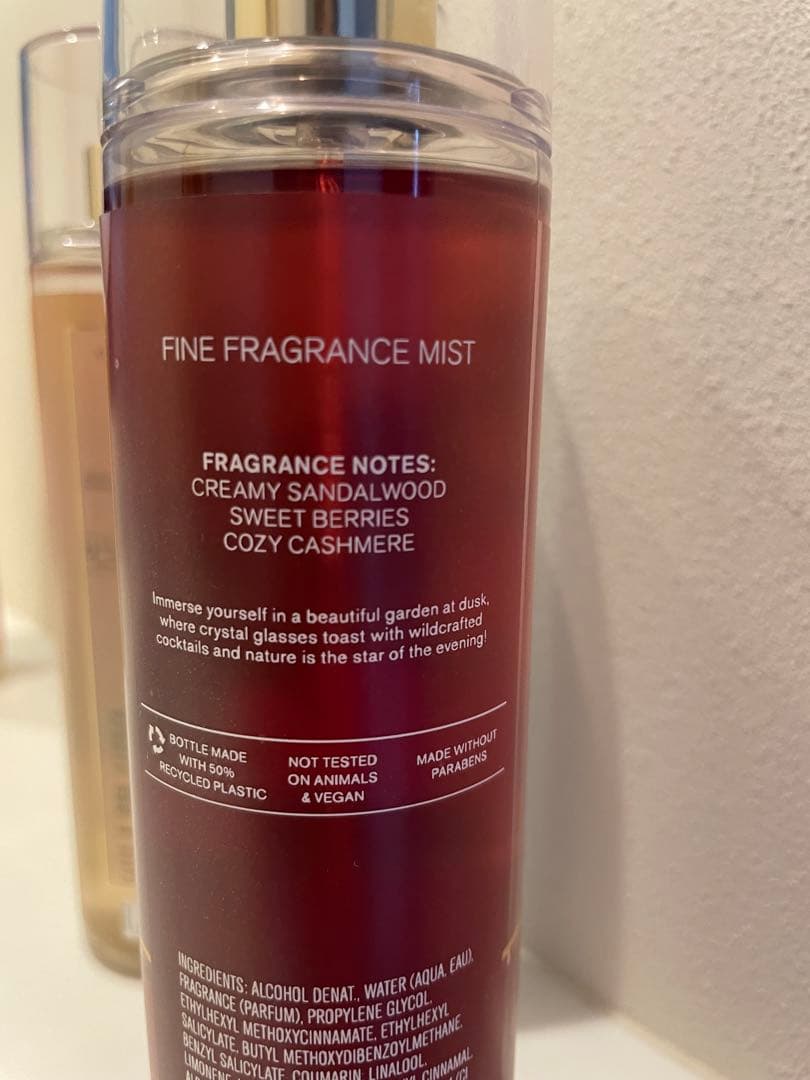 FINE FRAGRANCE MIST
FRAGRANCE NOTES:
CREAMY SANDALWOOD
SWEET BERRIES
COZY CASHMERE
Immerse yourself in a beautiful garden at dusk,
where crystal glasses toast with wildcrafted
cocktails and nature is the star of the evening!
BOTTLE MADE
WITH 50%
RECYCLED PLASTIC
NOT TESTED
ON ANIMALS
& VEGAN
MADE WITHOUT
PARABENS
INGREDIENTS: ALCOHOL DENAT., WATER (AQUA, EAU),
FRAGRANCE (PARFUM), PROPYLENE GLYCOL,
ETHYLHEXYL METHOXYCINNAMATE, ETHYLHEXYL
SALICYLATE, BUTYL METHOXYDIBENZOYLMETHANE,
BENZYL SALICYLATE, COUMARIN, LINALOOL,
LIMONENE, CINNAMAL,